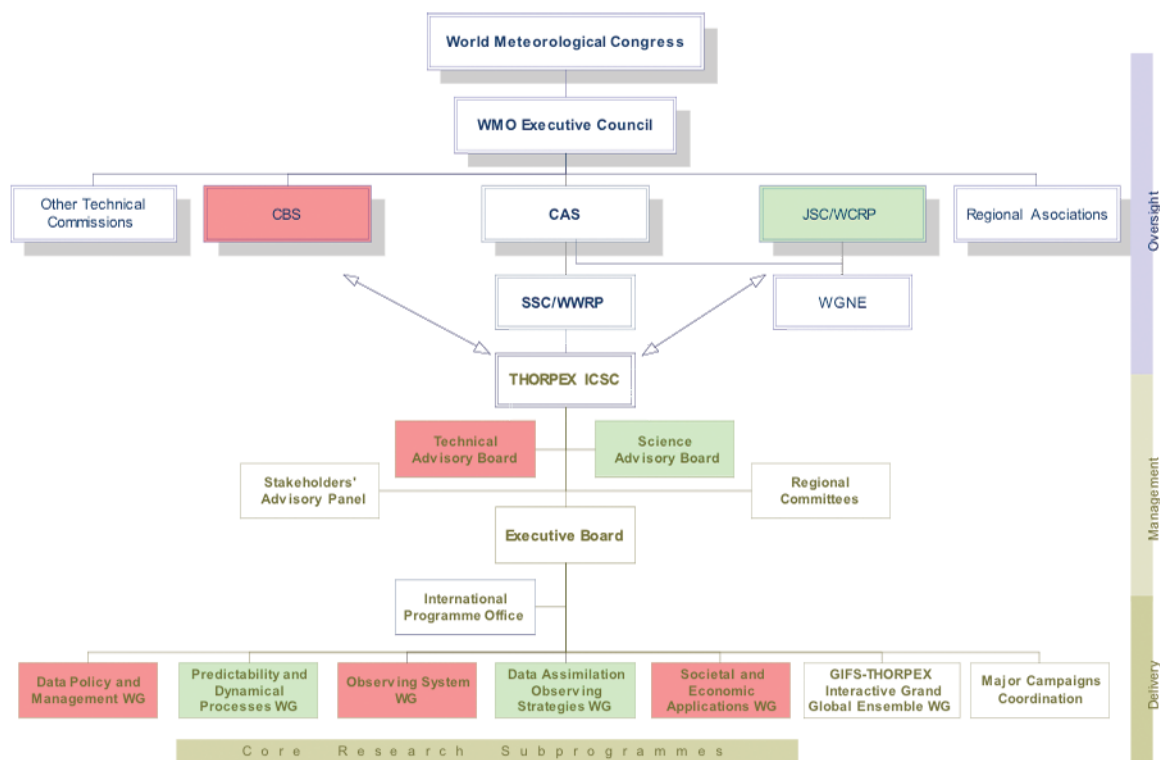 World Meteorological Congress
WMO Executive Council
Other Technical
Commissions
CBS
CAS
JSC/WCRP
Regional Asociations
SSC/WWRP
WGNE
THORPEX ICSC
Technical
Advisory Board
Science
Advisory Board
Stakeholders'
Advisory Panel
Regional
Committees
Executive Board
International
Programme Office
Data Policy and
Management WG
Predictability and
Dynamical
Processes WG
Observing System
WG
Data Assimilation
Observing
Strategies WG
Societal and
Economic
Applications WG
GIFS-THORPEX
Interactive Grand
Global Ensemble WG
Major Campaigns
Coordination
Core Research Subprogrammes
Oversight
Management
Delivery